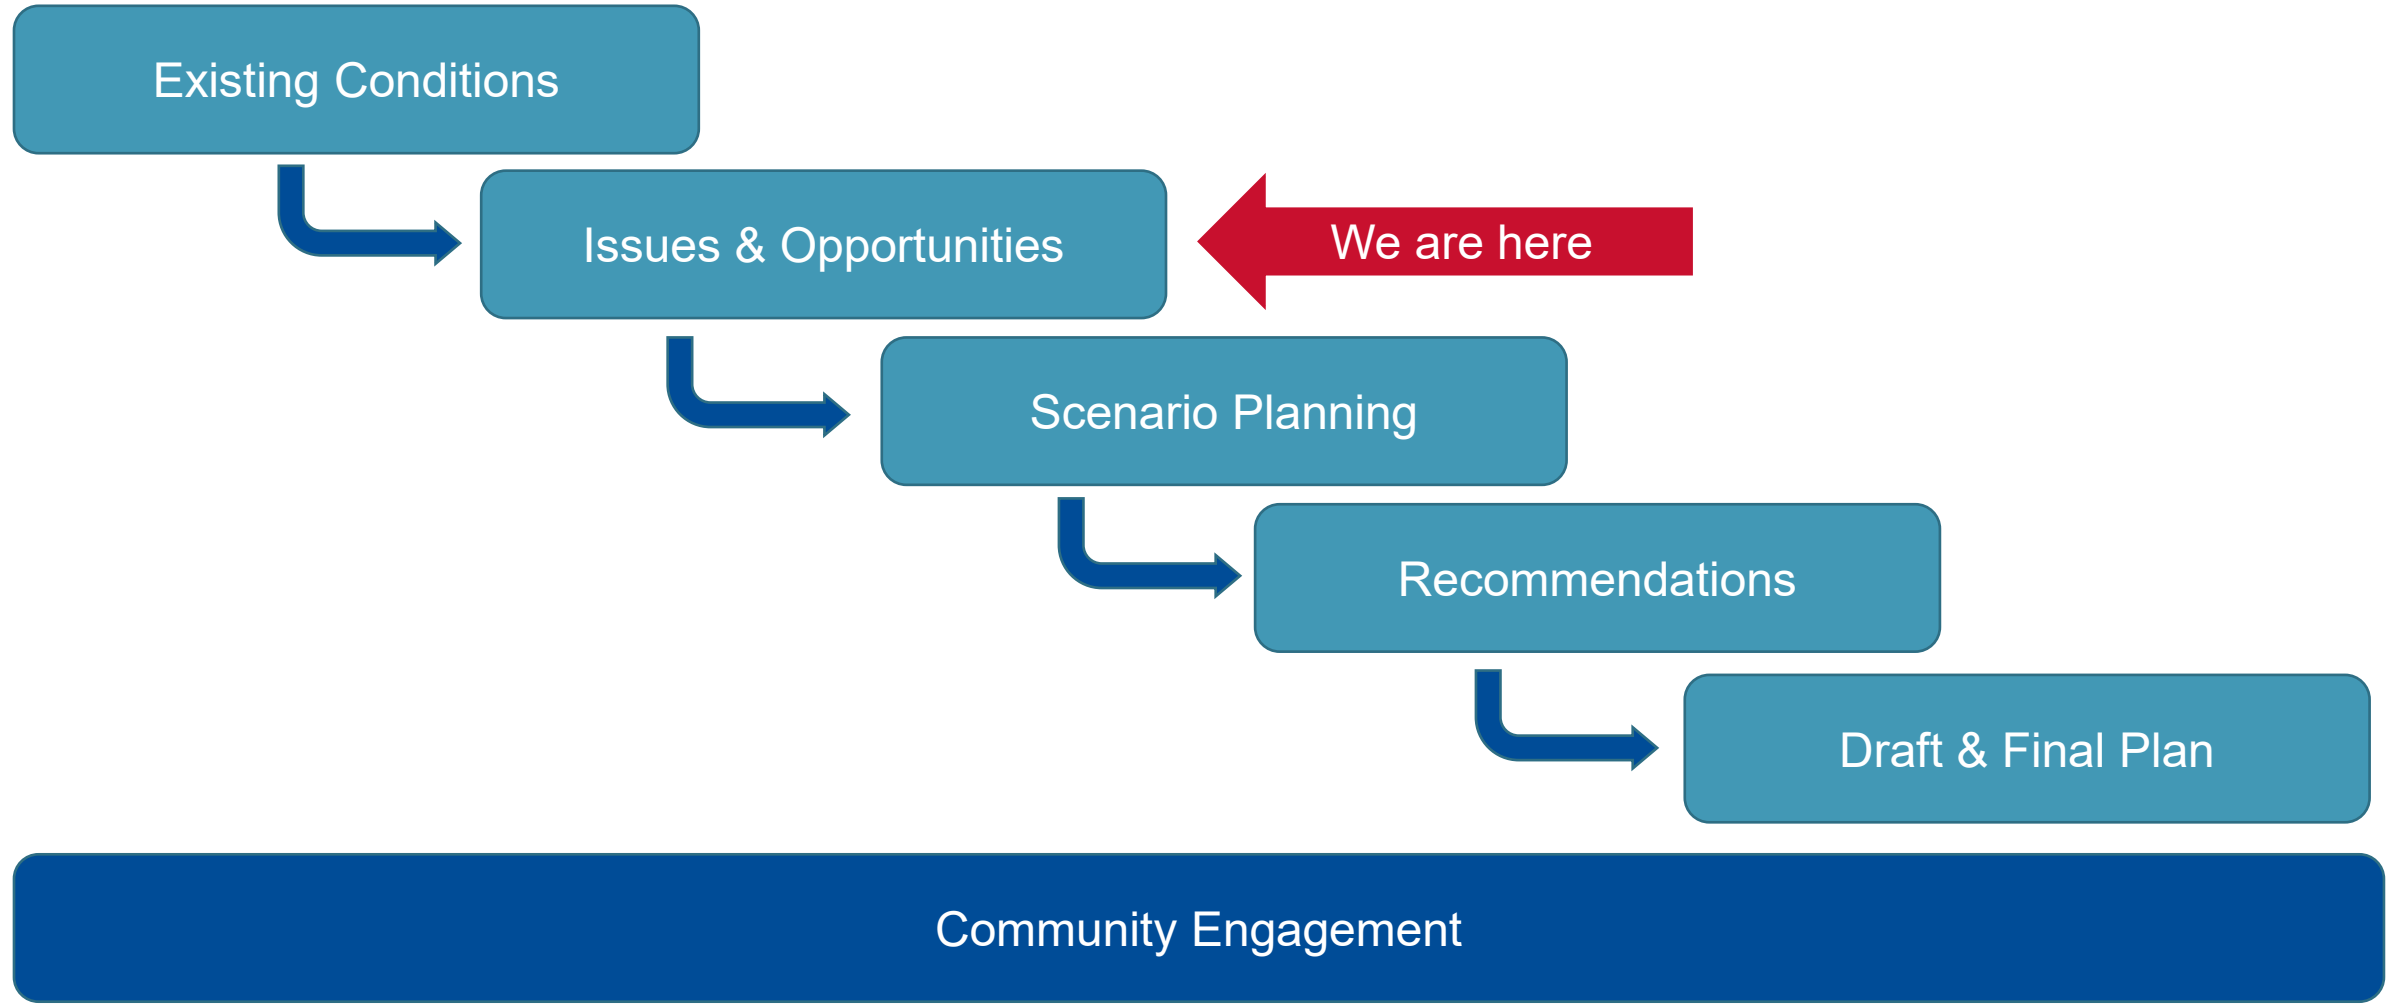 Existing Conditions
Issues & Opportunities
We are here
Scenario Planning
Recommendations
Draft & Final Plan
Community Engagement